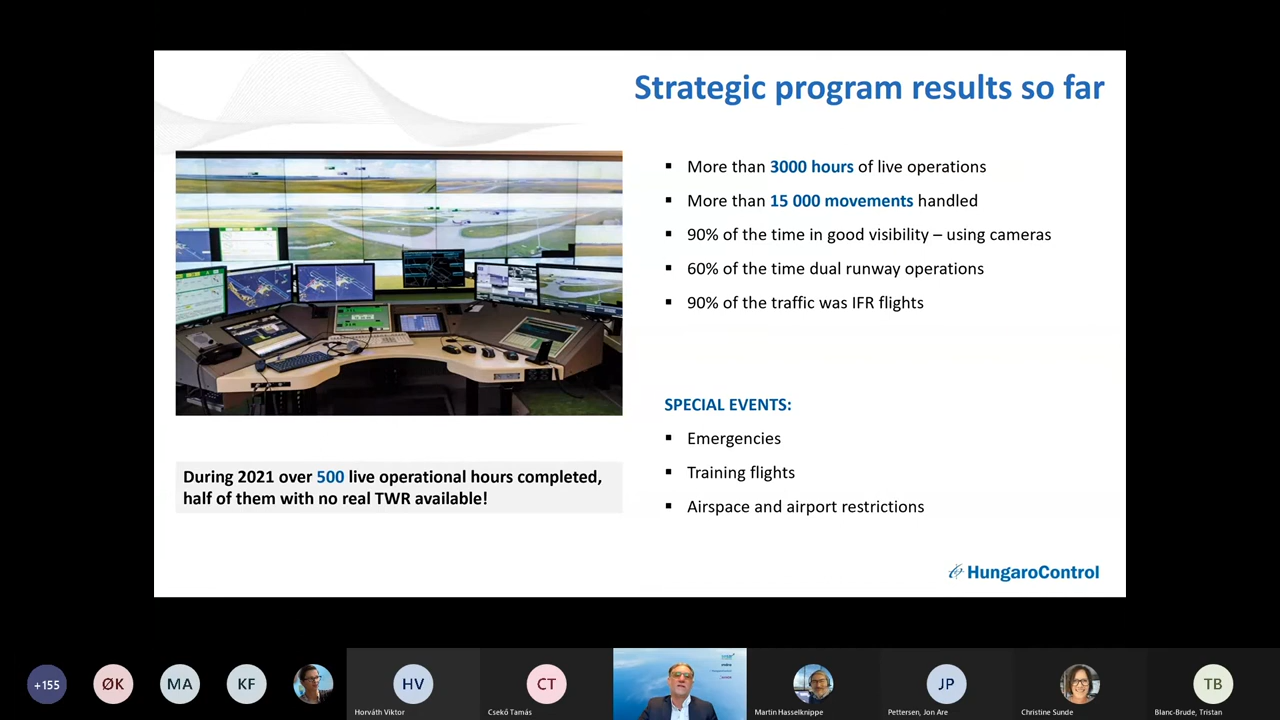 Strategic program results so far
More than 3000 hours of live operations
More than 15 000 movements handled
90% of the time in good visibility – using cameras
60% of the time dual runway operations
90% of the traffic was IFR flights
SPECIAL EVENTS:
Emergencies
Training flights
Airspace and airport restrictions
During 2021 over 500 live operational hours completed,
half of them with no real TWR available!
HungaroControl
+155
ØK
MA
KF
HV
Horváth Viktor
CT
Csekő Tamás
Martin Hasselknippe
JP
Pettersen, Jon Are
Christine Sunde
TB
Blanc-Brude, Tristan